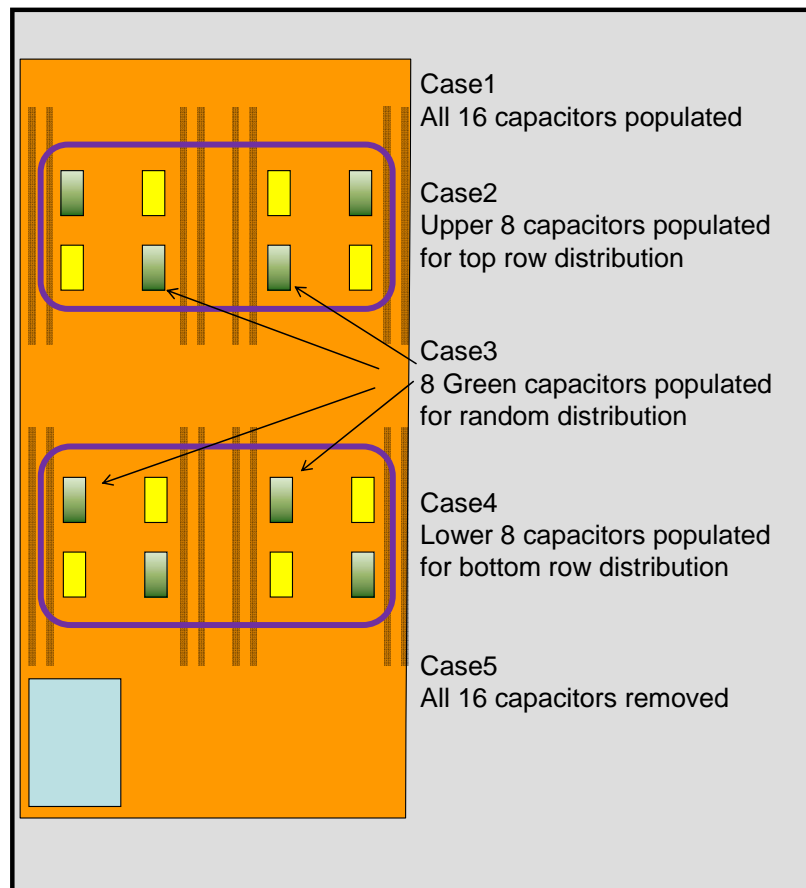 Case1
All 16 capacitors populated
Case2
Upper 8 capacitors populated
for top row distribution
Case3
8 Green capacitors populated
for random distribution
Case4
Lower 8 capacitors populated
for bottom row distribution
Case5
All 16 capacitors removed